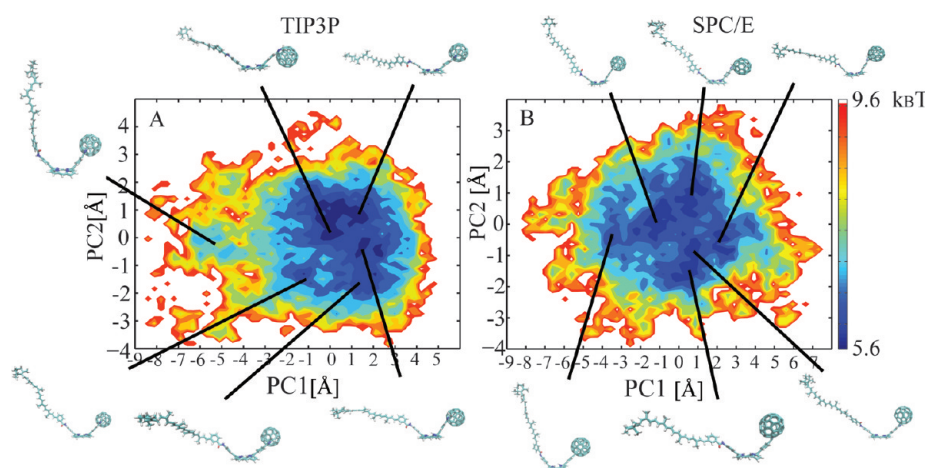 TIP3P
SPC/E
A
4
3
2
1
0
-1
-2
-3
-4
PC2[Å]
-9 -8 -7 -6 -5 -4 -3 -2 -1 0 1 2 3 4 5
PC1[Å]
B
3
2
1
0
-1
-2
-3
-4
PC2 [Å]
-9 -8 -7 -6 -5 -4 -3 -2 -1 0 1 2 3 4 5 6 7
PC1 [Å]
9.6 kBT
5.6